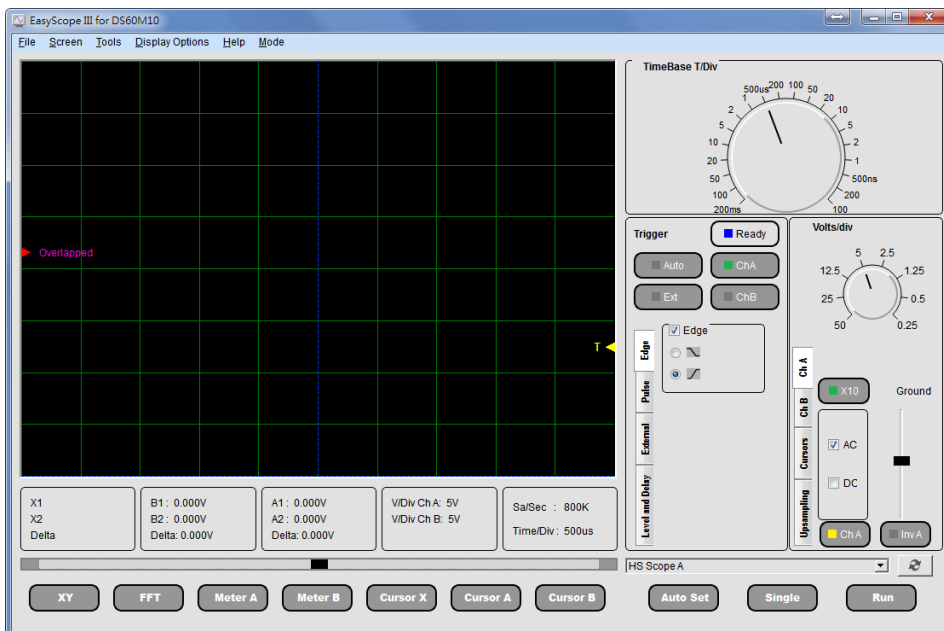 EasyScope III for DS60M10
File Screen Tools Display Options Help Mode
Overlapped
T
TimeBase T/Div
200ms
100
50
20
10
5
2
1
500us
200
100
50
20
10
5
2
1
500ns
200
100
Trigger
Ready
Auto
ChA
Ext
ChB
Edge
Pulse
External
Level and Delay
Edge
Volts/div
50
25
12.5
5
2.5
1.25
0.5
0.25
Ch A
Ch B
Cursors
Upsampling
X10
Ground
AC
DC
Ch A
Inv A
X1
X2
Delta
B1 : 0.000V
B2 : 0.000V
Delta: 0.000V
A1 : 0.000V
A2 : 0.000V
Delta: 0.000V
V/Div Ch A: 5V
V/Div Ch B: 5V
Sa/Sec : 800K
Time/Div : 500us
HS Scope A
XY
FFT
Meter A
Meter B
Cursor X
Cursor A
Cursor B
Auto Set
Single
Run